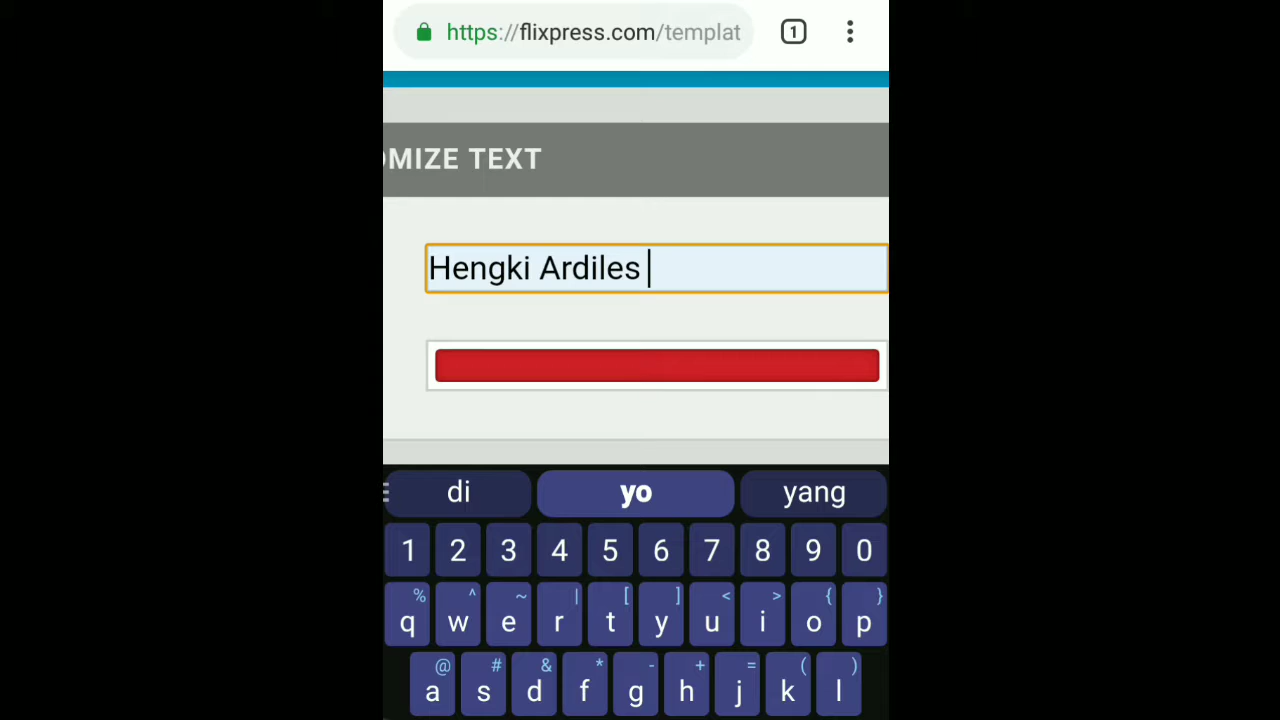 https://flixpress.com/templat 1
OMIZE TEXT
Hengki Ardiles
di yo yang
1 2 3 4 5 6 7 8 9 0
% ^ ~ | [ ] < > { }
q w e r t y u i o p
@ # & * - + = ( )
a s d f g h j k l